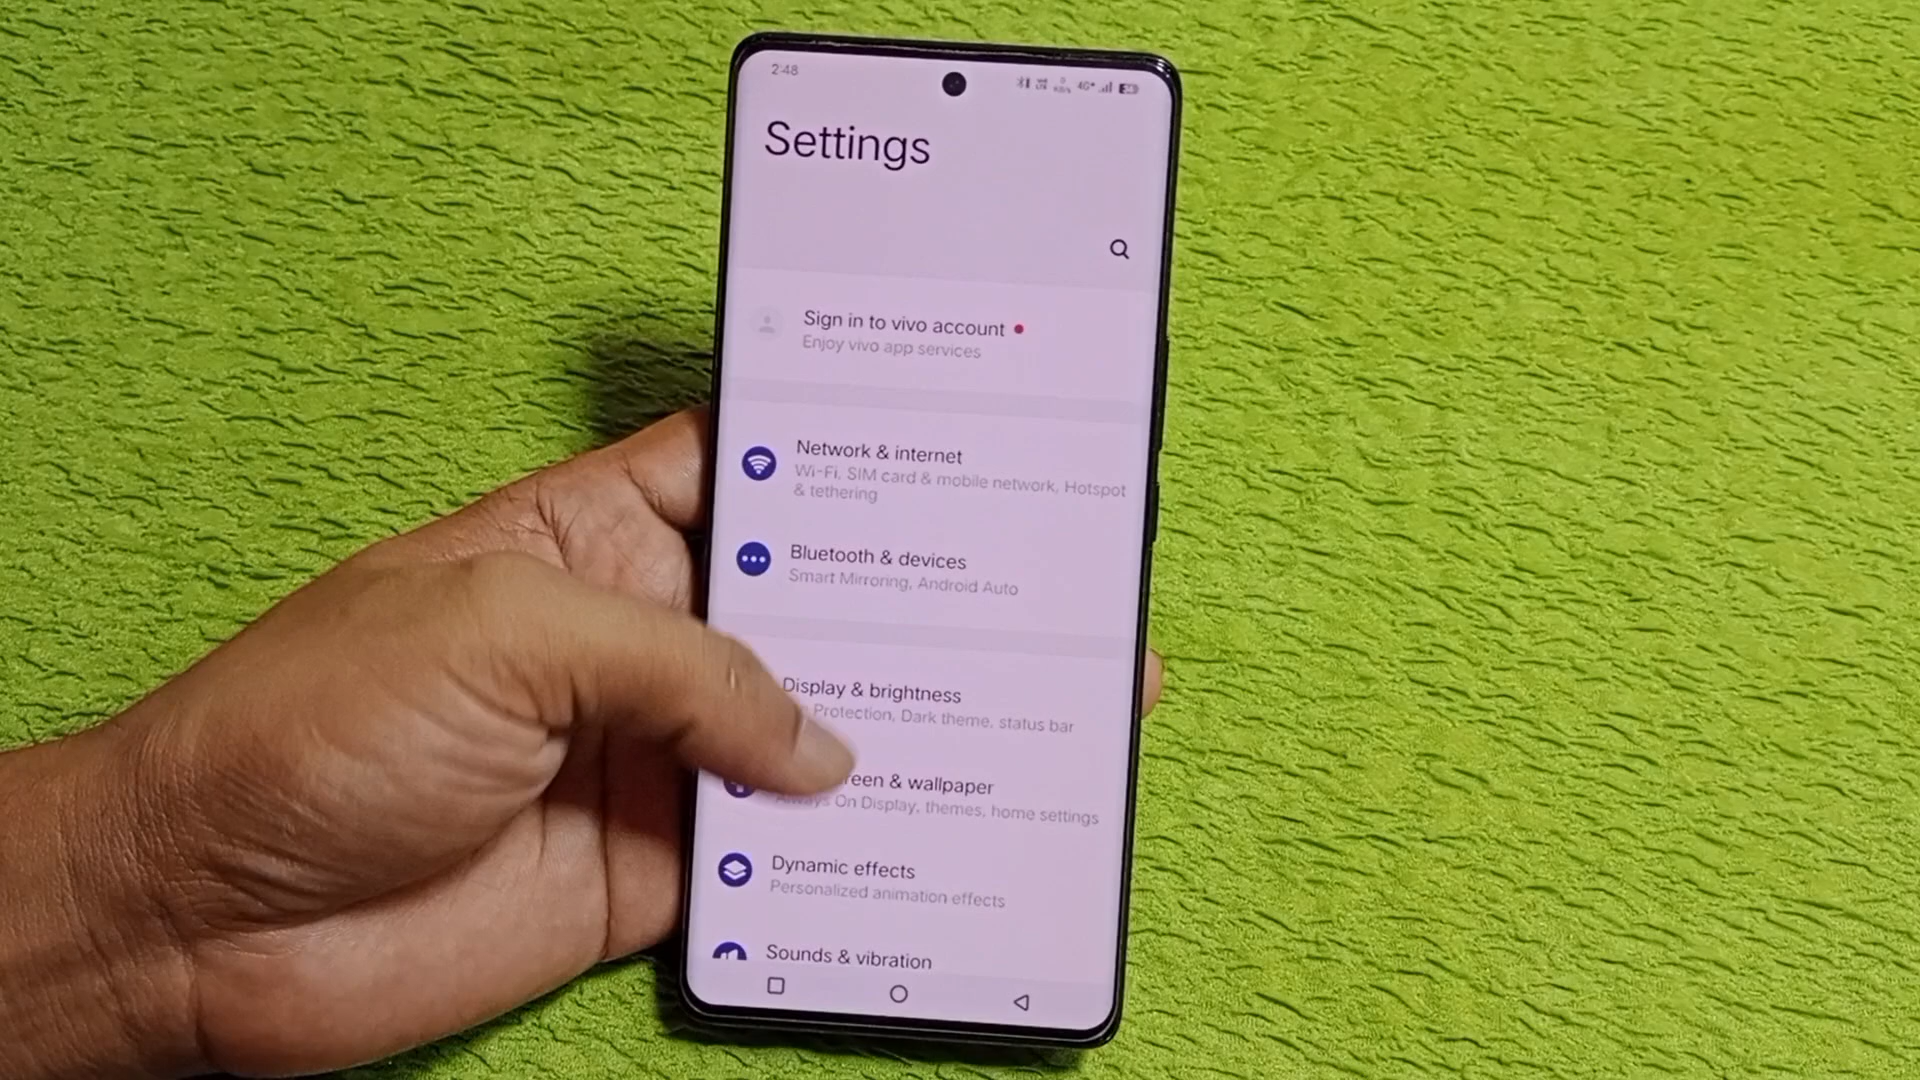 2:48
4G+
Settings
Sign in to vivo account
Enjoy vivo app services
Network & internet
Wi-Fi, SIM card & mobile network, Hotspot
& tethering
Bluetooth & devices
Smart Mirroring, Android Auto
Display & brightness
Protection, Dark theme, status bar
reen & wallpaper
Always On Display, themes, home settings
Dynamic effects
Personalized animation effects
Sounds & vibration